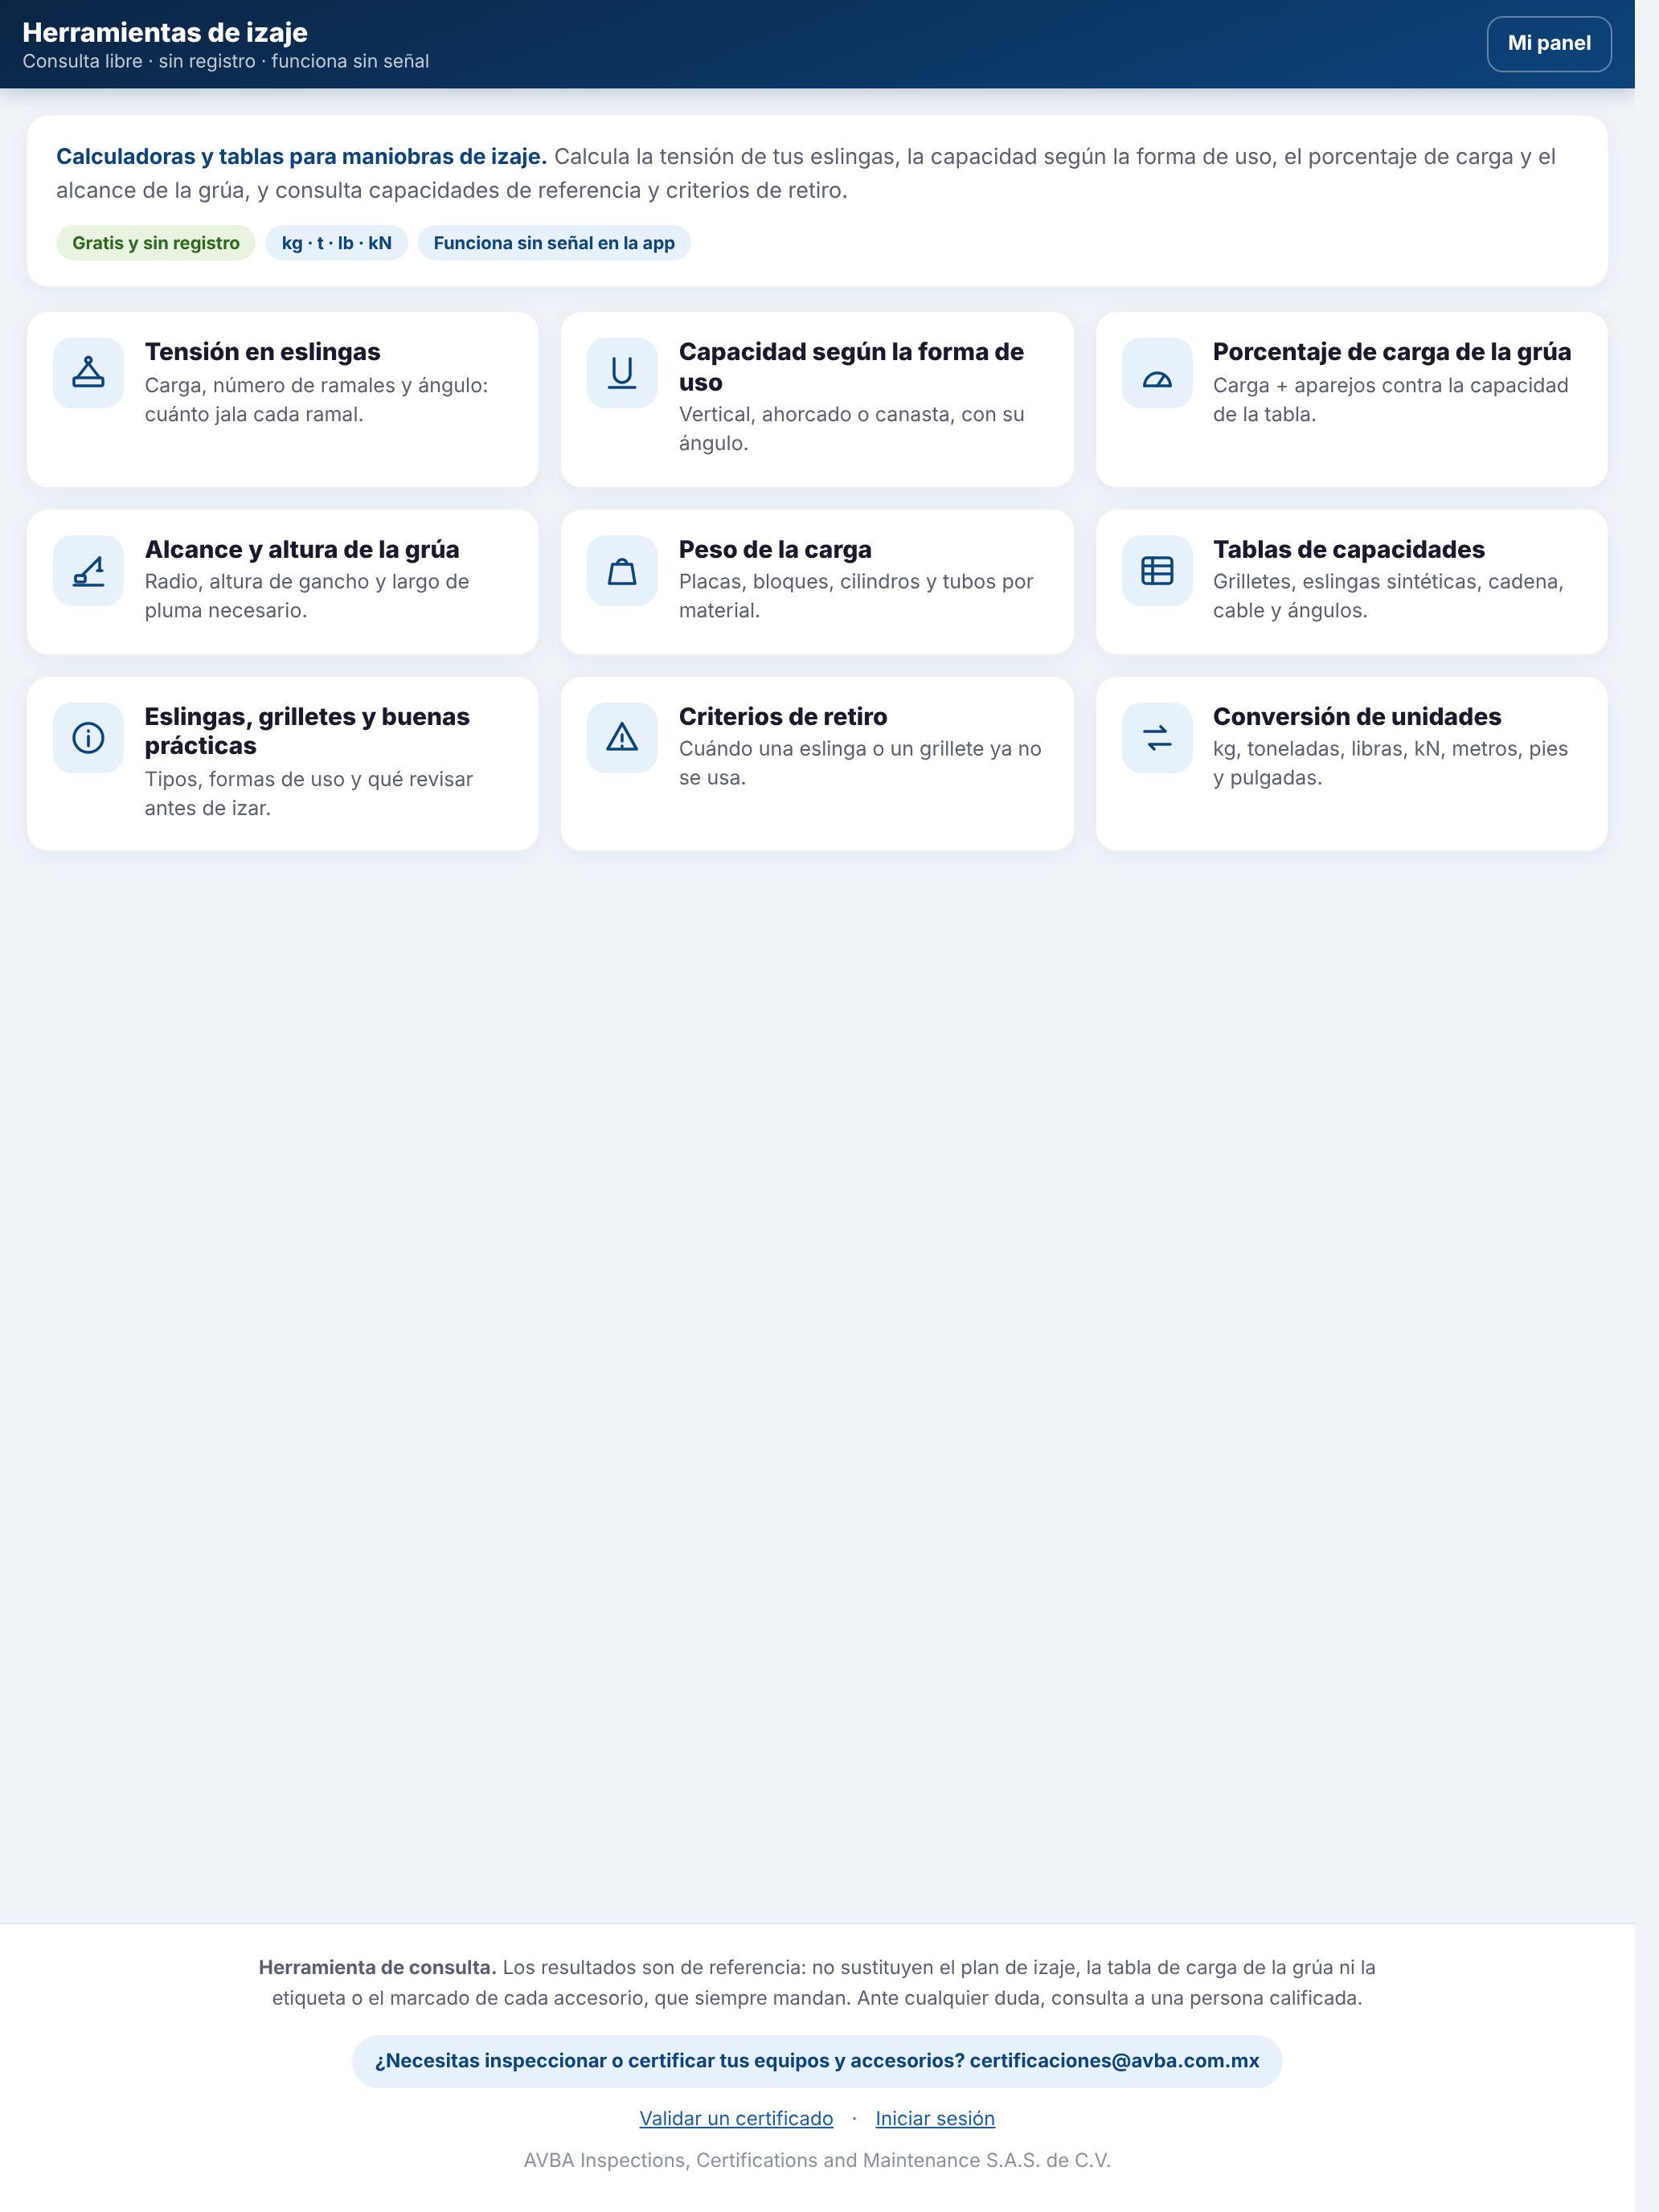 Herramientas de izaje
Consulta libre · sin registro · funciona sin señal
Mi panel
Calculadoras y tablas para maniobras de izaje. Calcula la tensión de tus eslingas, la capacidad según la forma de uso, el porcentaje de carga y el
alcance de la grúa, y consulta capacidades de referencia y criterios de retiro.
Gratis y sin registro
kg · t · lb · kN
Funciona sin señal en la app
Tensión en eslingas
Carga, número de ramales y ángulo:
cuánto jala cada ramal.
Capacidad según la forma de
uso
Vertical, ahorcado o canasta, con su
ángulo.
Porcentaje de carga de la grúa
Carga + aparejos contra la capacidad
de la tabla.
Alcance y altura de la grúa
Radio, altura de gancho y largo de
pluma necesario.
Peso de la carga
Placas, bloques, cilindros y tubos por
material.
Tablas de capacidades
Grilletes, eslingas sintéticas, cadena,
cable y ángulos.
Eslingas, grilletes y buenas
prácticas
Tipos, formas de uso y qué revisar
antes de izar.
Criterios de retiro
Cuándo una eslinga o un grillete ya no
se usa.
Conversión de unidades
kg, toneladas, libras, kN, metros, pies
y pulgadas.
Herramienta de consulta. Los resultados son de referencia: no sustituyen el plan de izaje, la tabla de carga de la grúa ni la
etiqueta o el marcado de cada accesorio, que siempre mandan. Ante cualquier duda, consulta a una persona calificada.
¿Necesitas inspeccionar o certificar tus equipos y accesorios? certificaciones@avba.com.mx
Validar un certificado · Iniciar sesión
AVBA Inspections, Certifications and Maintenance S.A.S. de C.V.